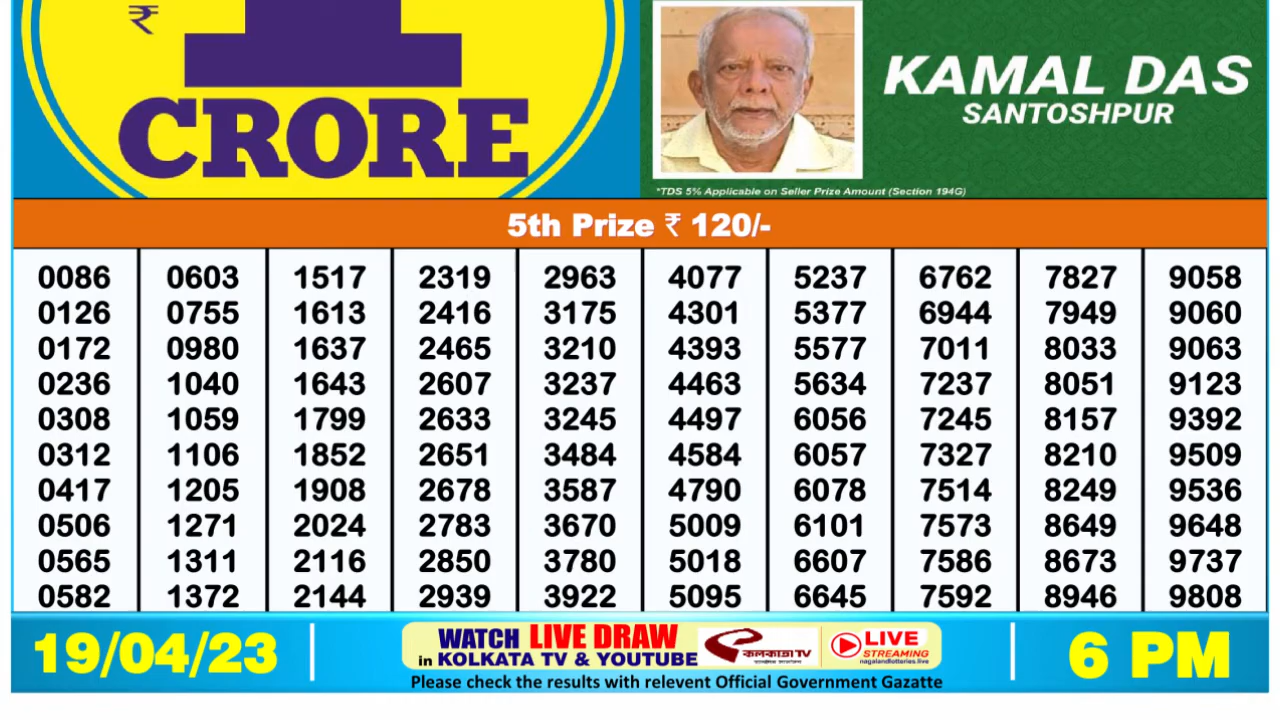 ₹ 1
CRORE
KAMAL DAS
SANTOSHPUR
*TDS 5% Applicable on Seller Prize Amount (Section 194G)
5th Prize ₹ 120/-
0086 0603 1517 2319 2963 4077 5237 6762 7827 9058
0126 0755 1613 2416 3175 4301 5377 6944 7949 9060
0172 0980 1637 2465 3210 4393 5577 7011 8033 9063
0236 1040 1643 2607 3237 4463 5634 7237 8051 9123
0308 1059 1799 2633 3245 4497 6056 7245 8157 9392
0312 1106 1852 2651 3484 4584 6057 7327 8210 9509
0417 1205 1908 2678 3587 4790 6078 7514 8249 9536
0506 1271 2024 2783 3670 5009 6101 7573 8649 9648
0565 1311 2116 2850 3780 5018 6607 7586 8673 9737
0582 1372 2144 2939 3922 5095 6645 7592 8946 9808
19/04/23
WATCH LIVE DRAW
in KOLKATA TV & YOUTUBE
কলকাতা TV
LIVE
STREAMING
nagalandlotteries.live
6 PM
Please check the results with relevent Official Government Gazatte